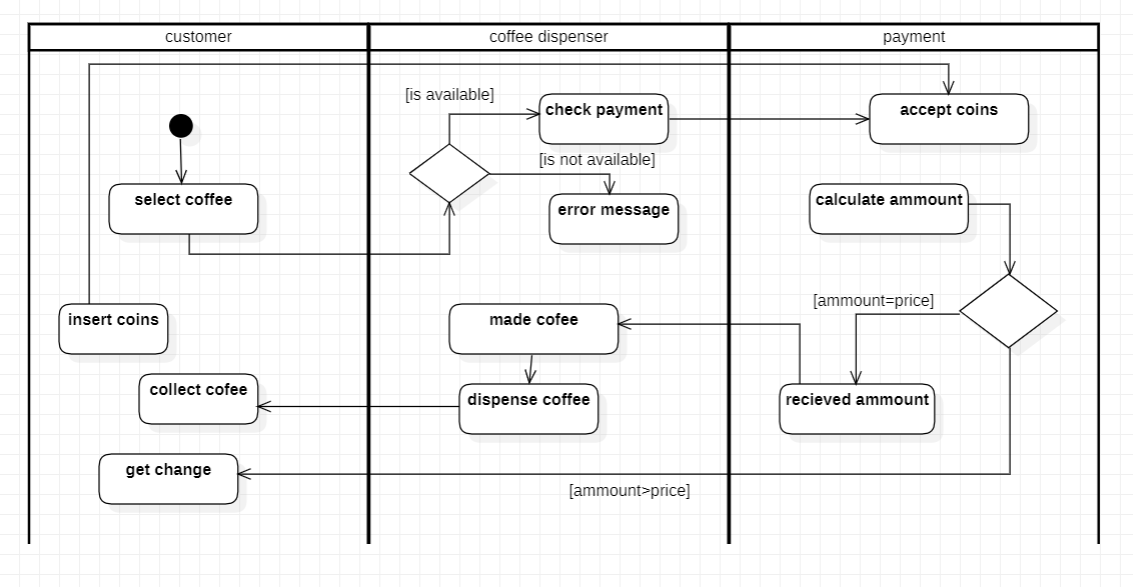 customer
coffee dispenser
payment
[is available]
check payment
accept coins
[is not available]
select coffee
error message
calculate ammount
insert coins
made cofee
[ammount=price]
collect cofee
dispense coffee
recieved ammount
get change
[ammount>price]